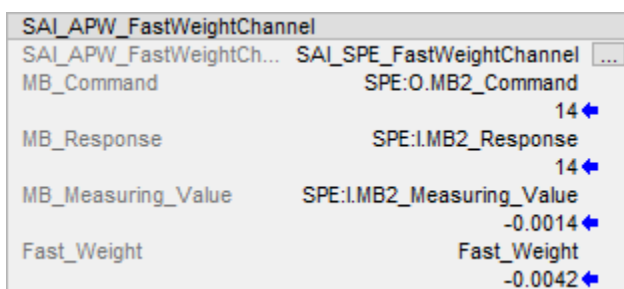 SAI_APW_FastWeightChannel
SAI_APW_FastWeightCh... SAI_SPE_FastWeightChannel ...
MB_Command SPE:O.MB2_Command
14
MB_Response SPE:I.MB2_Response
14
MB_Measuring_Value SPE:I.MB2_Measuring_Value
-0.0014
Fast_Weight Fast_Weight
-0.0042